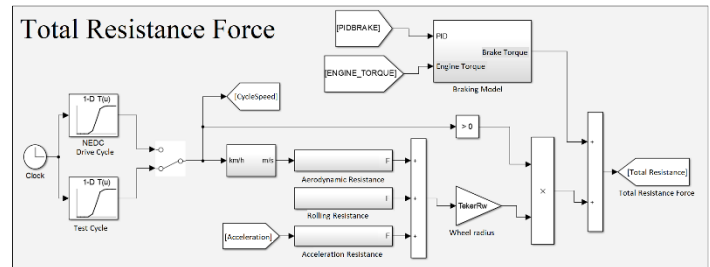 Total Resistance Force
[PIDBRAKE]
PID
Brake Torque
Engine Torque
[ENGINE_TORQUE]
Braking Model
1-D T(u)
[CycleSpeed]
NEDC
Drive Cycle
> 0
Clock
km/h m/s
F
Aerodynamic Resistance
+
+
+
1-D T(u)
F
Rolling Resistance
+
TekerRw
×
[Total Resistance]
Total Resistance Force
Test Cycle
[Acceleration]
F
Acceleration Resistance
+
Wheel radius